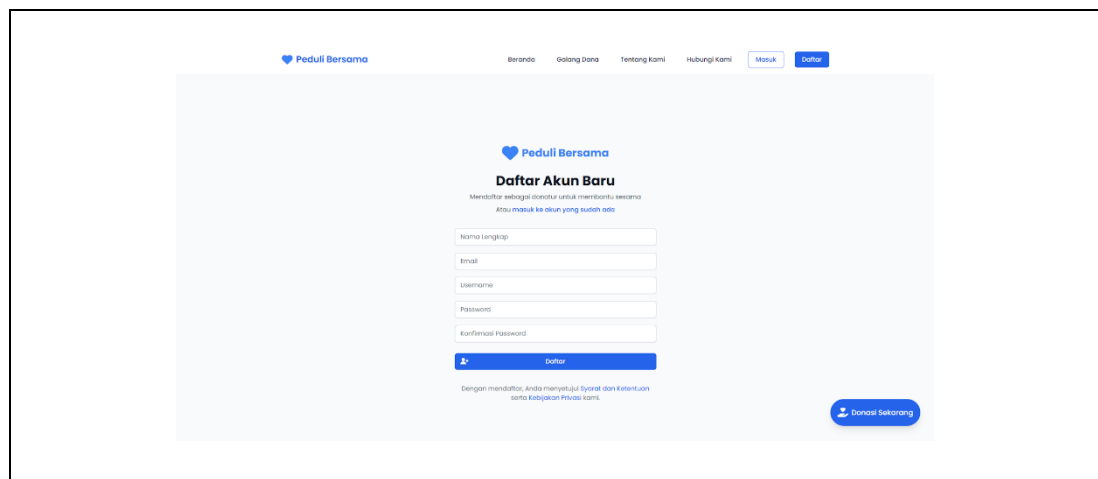 Peduli Bersama
Beranda Galang Dana Tentang Kami Hubungi Kami Masuk Daftar
Peduli Bersama
Daftar Akun Baru
Mendaftar sebagai donatur untuk membantu sesama
Atau masuk ke akun yang sudah ada
Nama Lengkap
Email
Username
Password
Konfirmasi Password
Daftar
Dengan mendaftar, Anda menyetujui Syarat dan Ketentuan
serta Kebijakan Privasi kami.
Donasi Sekarang